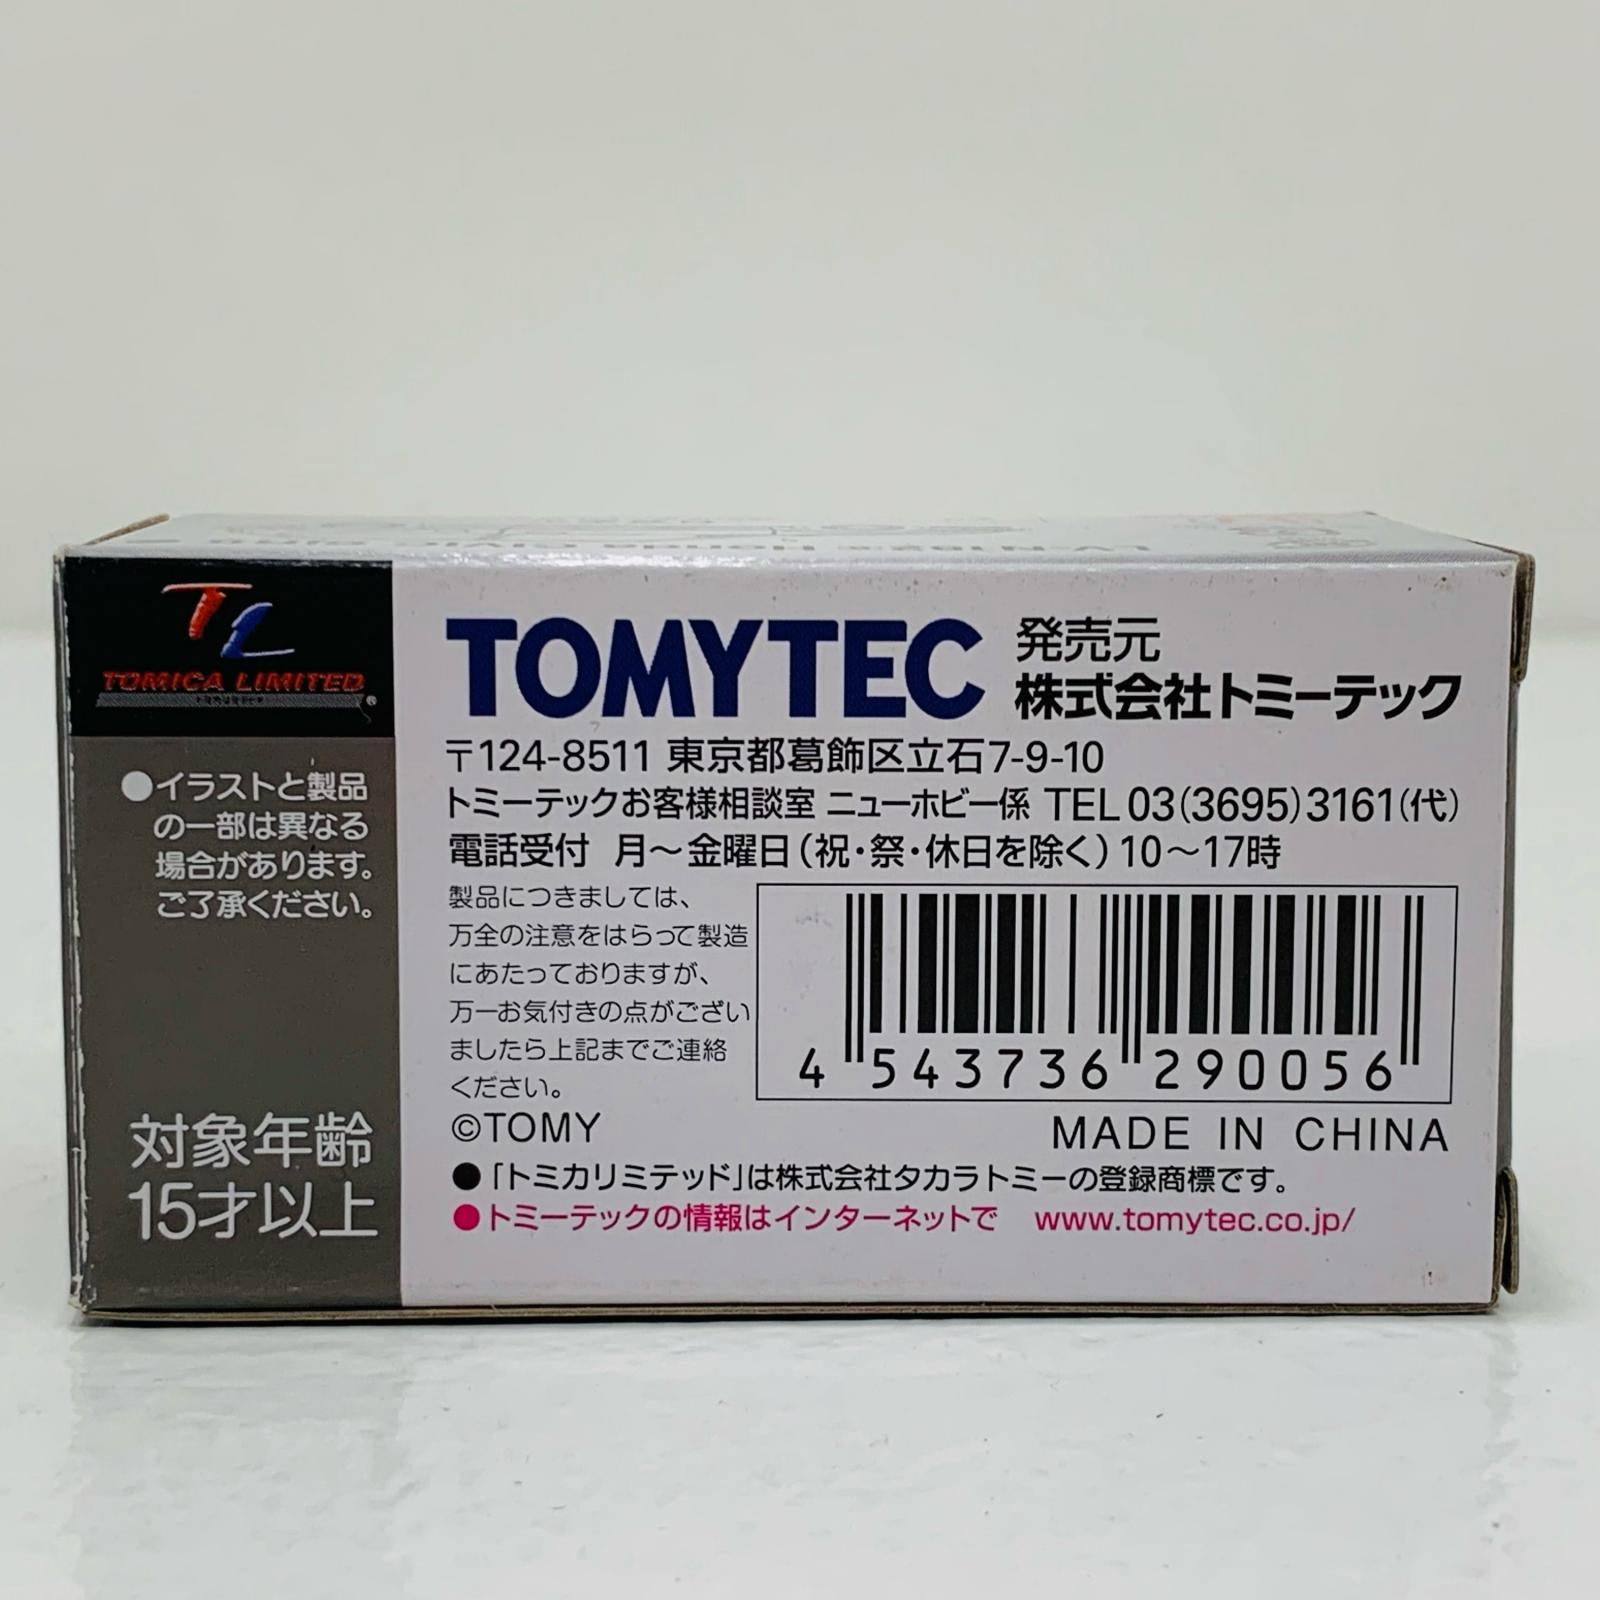 TL
TOMICA LIMITED
®
●イラストと製品
の一部は異なる
場合があります。
ご了承ください。
対象年齢
15才以上
TOMYTEC
発売元
株式会社トミーテック
〒124-8511 東京都葛飾区立石7-9-10
トミーテックお客様相談室 ニューホビー係 TEL 03(3695)3161(代)
電話受付 月〜金曜日(祝・祭・休日を除く)10〜17時
製品につきましては、
万全の注意をはらって製造
にあたっておりますが、
万一お気付きの点がござい
ましたら上記までご連絡
ください。
4 543736 290056
©TOMY
MADE IN CHINA
●「トミカリミテッド」は株式会社タカラトミーの登録商標です。
●トミーテックの情報はインターネットで www.tomytec.co.jp/